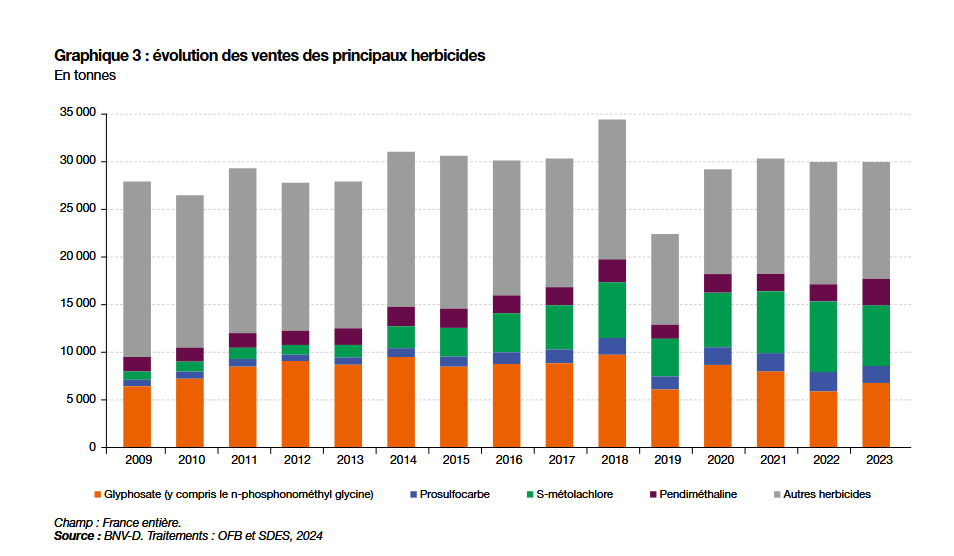 Graphique 3 : évolution des ventes des principaux herbicides
En tonnes
35 000
30 000
25 000
20 000
15 000
10 000
5 000
0
2009 2010 2011 2012 2013 2014 2015 2016 2017 2018 2019 2020 2021 2022 2023
Glyphosate (y compris le n-phosphonométhyl glycine) Prosulfocarbe S-métolachlore Pendiméthaline Autres herbicides
Champ : France entière.
Source : BNV-D. Traitements : OFB et SDES, 2024